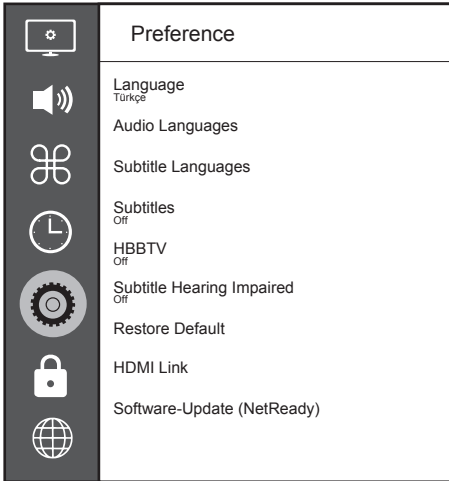 Preference
Language
Türkçe
Audio Languages
Subtitle Languages
Subtitles
Off
HBBTV
Off
Subtitle Hearing Impaired
Off
Restore Default
HDMI Link
Software-Update (NetReady)